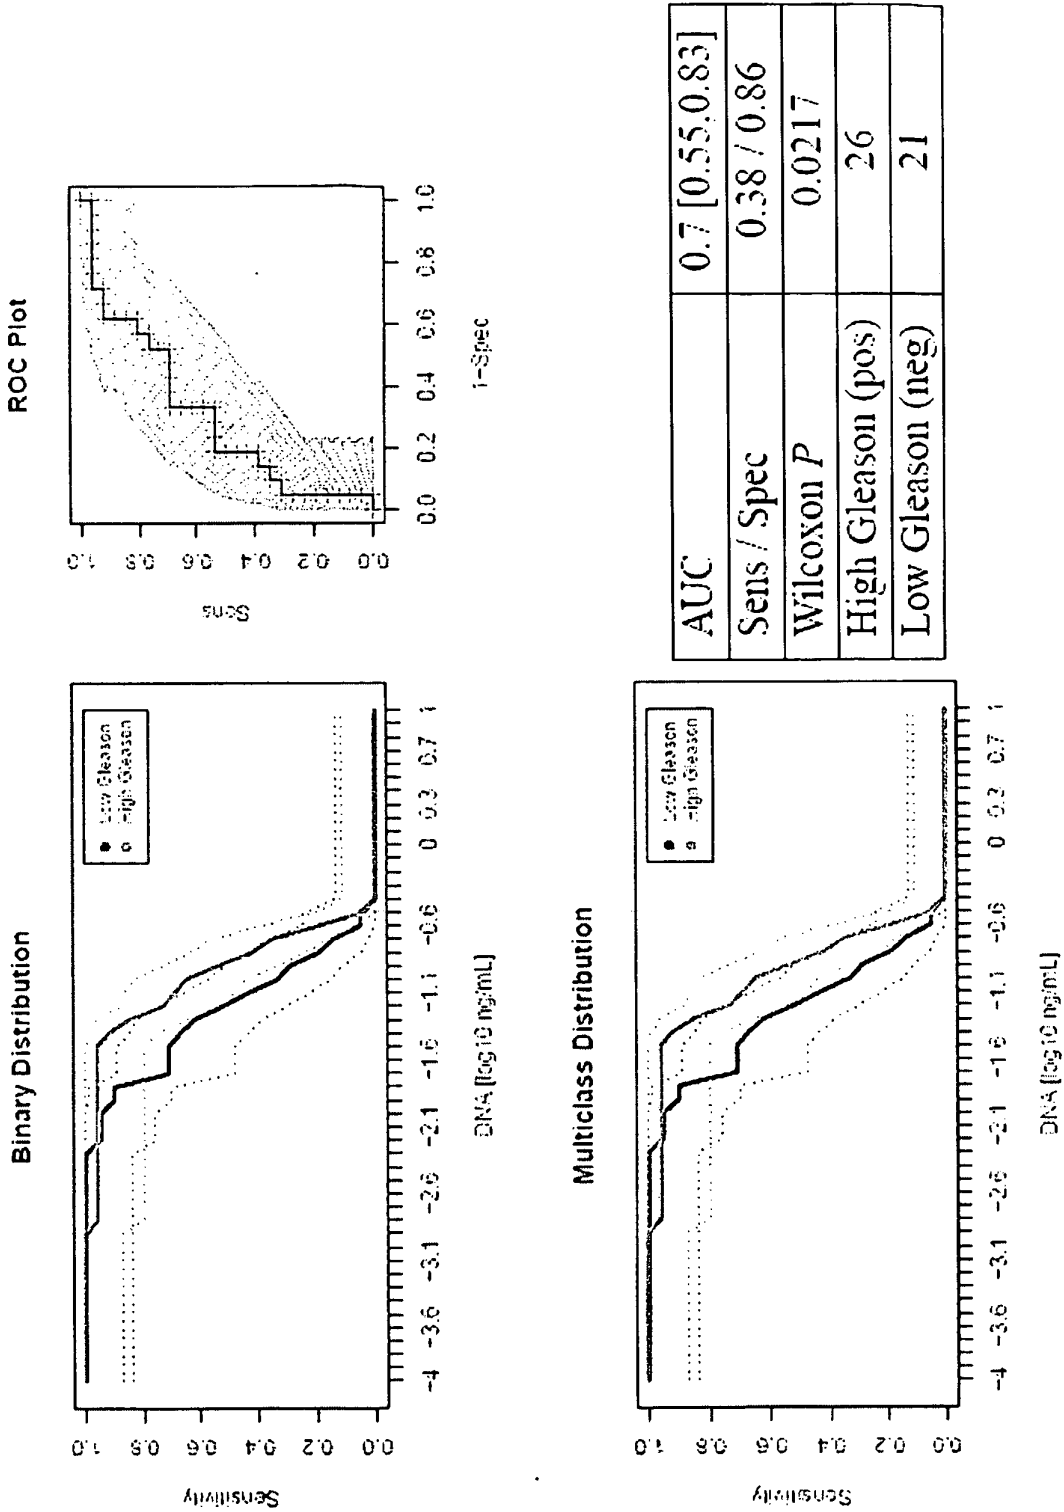 Binary Distribution
Low Gleason
High Gleason
Sensitivity
1.0
0.8
0.6
0.4
0.2
0.0
-4 -3.6 -3.1 -2.6 -2.1 -1.6 -1.1 -0.6 0 0.3 0.7 1
DNA [log10 ng/mL]
ROC Plot
Sens
1.0
0.8
0.6
0.4
0.2
0.0
0.0 0.2 0.4 0.6 0.8 1.0
1-Spec
Multiclass Distribution
Low Gleason
High Gleason
Sensitivity
1.0
0.8
0.6
0.4
0.2
0.0
-4 -3.6 -3.1 -2.6 -2.1 -1.6 -1.1 -0.6 0 0.3 0.7 1
DNA [log10 ng/mL]
AUC 0.7 [0.55,0.83]
Sens / Spec 0.38 / 0.86
Wilcoxon P 0.0217
High Gleason (pos) 26
Low Gleason (neg) 21